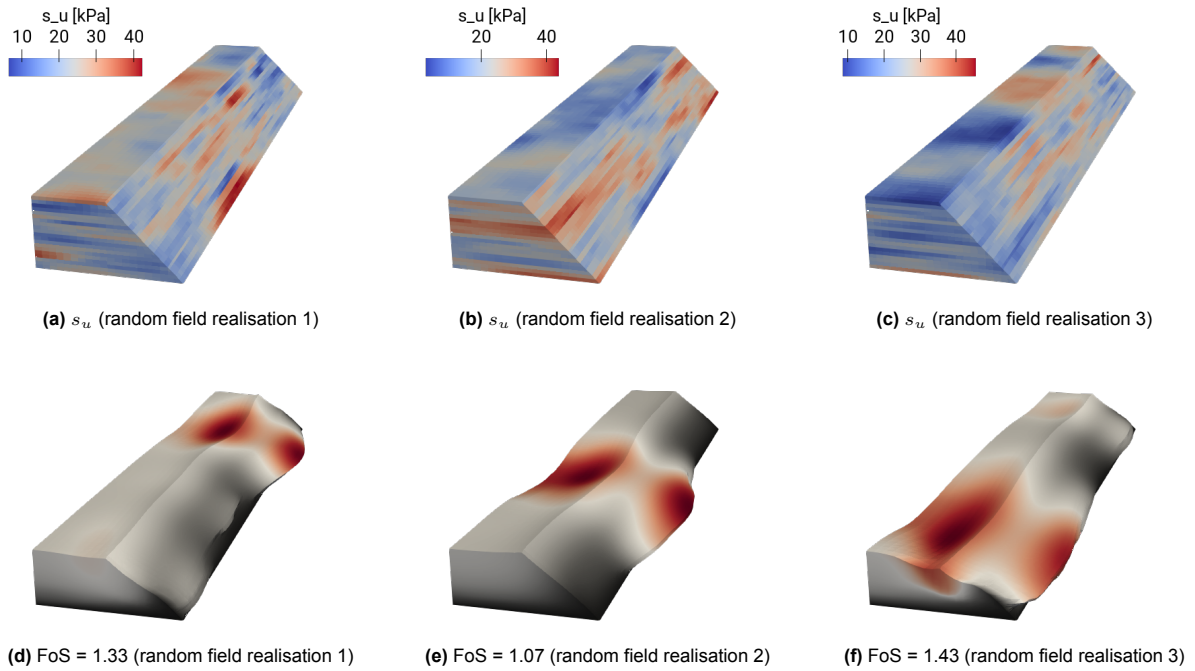 s_u [kPa]
10 20 30 40
s_u [kPa]
20 40
s_u [kPa]
10 20 30 40
(a) s_u (random field realisation 1)
(b) s_u (random field realisation 2)
(c) s_u (random field realisation 3)
(d) FoS = 1.33 (random field realisation 1)
(e) FoS = 1.07 (random field realisation 2)
(f) FoS = 1.43 (random field realisation 3)